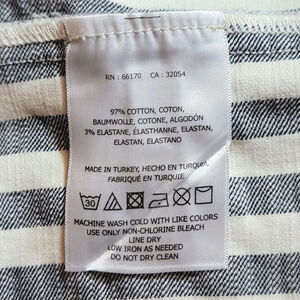 RN : 66170 CA : 32054
97% COTTON, COTON,
BAUMWOLLE, COTONE, ALGODÓN
3% ELASTANE, ÉLASTHANNE, ELASTAN,
ELASTAN, ELASTANO
MADE IN TURKEY, HECHO EN TURQUIA,
FABRIQUÉ EN TURQUIE
30
MACHINE WASH COLD WITH LIKE COLORS
USE ONLY NON-CHLORINE BLEACH
LINE DRY
LOW IRON AS NEEDED
DO NOT DRY CLEAN